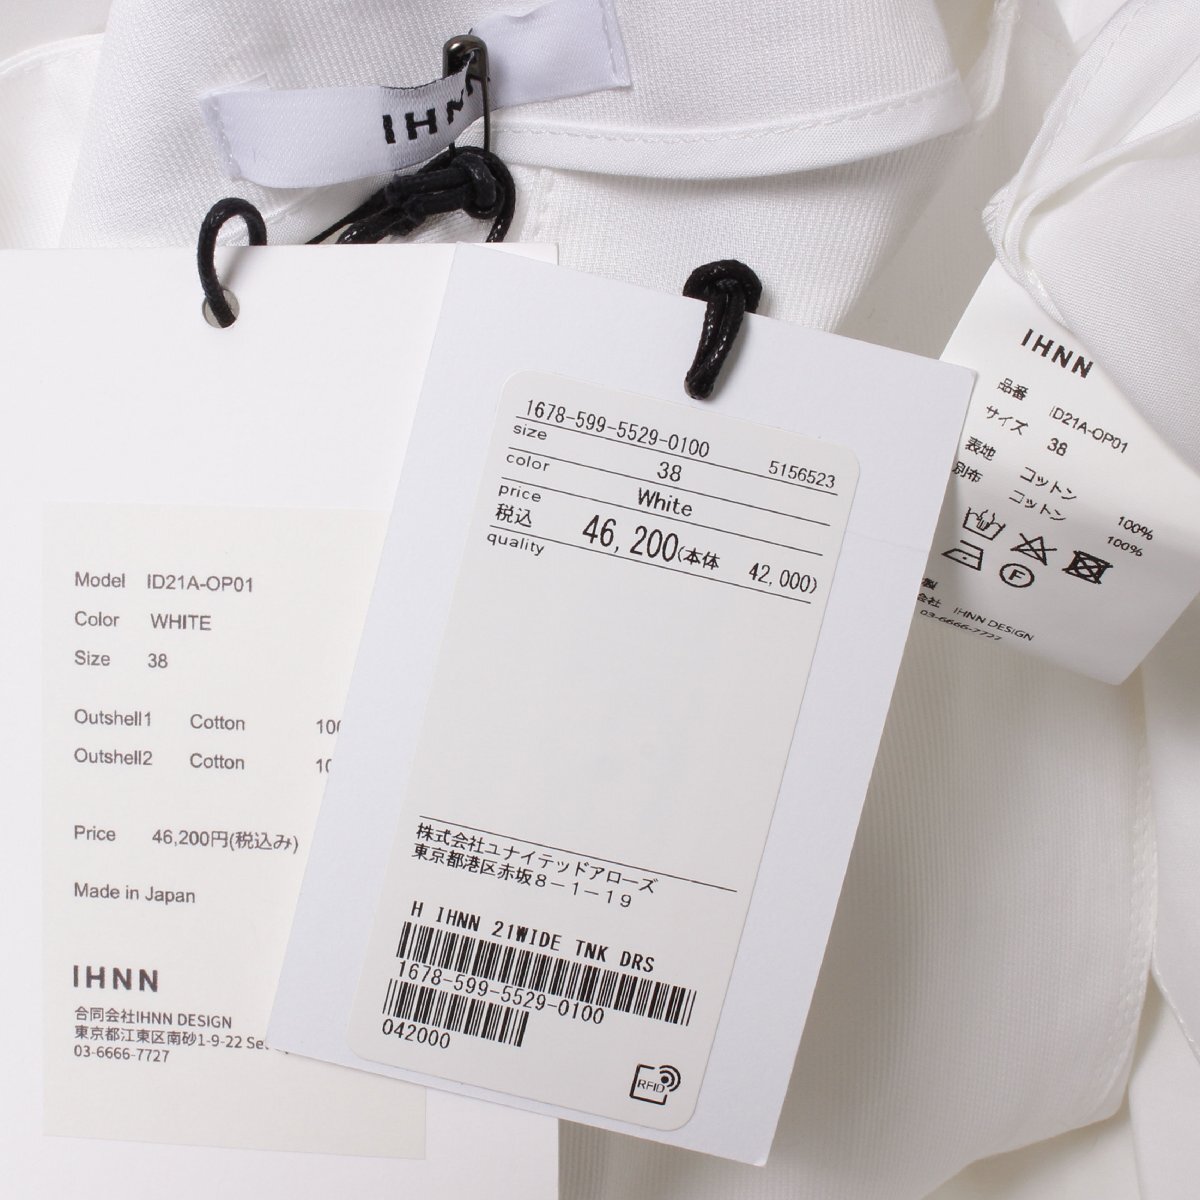 IHNN
Model ID21A-OP01
Color WHITE
Size 38
Outshell1 Cotton
Outshell2 Cotton
Price 46,200円(税込み)
Made in Japan
IHNN
合同会社IHNN DESIGN
東京都江東区南砂1-9-22
03-6666-7727
1678-599-5529-0100
size 38 5156523
color White
price
税込 46,200(本体 42,000)
quality
株式会社ユナイテッドアローズ
東京都港区赤坂8-1-19
H IHNN 21WIDE TNK DRS
1678-599-5529-0100
042000
RFID
IHNN
品番 ID21A-OP01
サイズ 38
表地 コットン 100%
別布 コットン 100%
F
製
会社 IHNN DESIGN
03-6666-7727